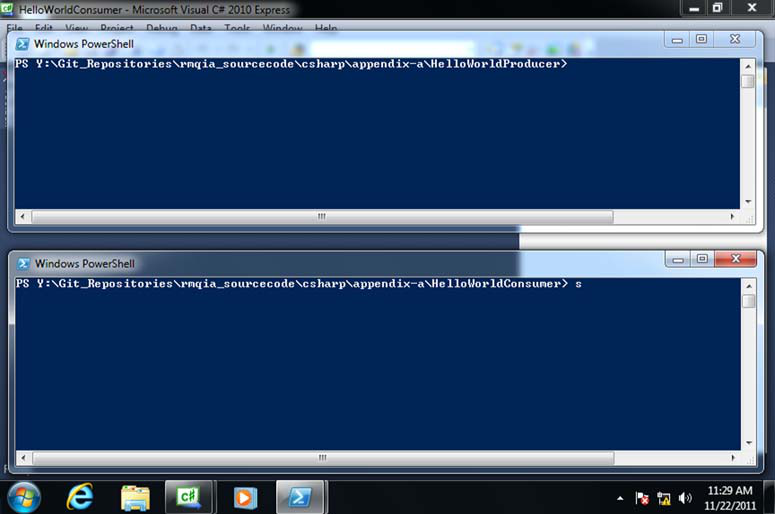 HelloWorldConsumer - Microsoft Visual C# 2010 Express
File Edit View Project Debug Data Tools Window Help
Windows PowerShell
PS Y:\Git_Repositories\rmqia_sourcecode\csharp\appendix-a\HelloWorldProducer>
Windows PowerShell
PS Y:\Git_Repositories\rmqia_sourcecode\csharp\appendix-a\HelloWorldConsumer> s
C#
11:29 AM
11/22/2011